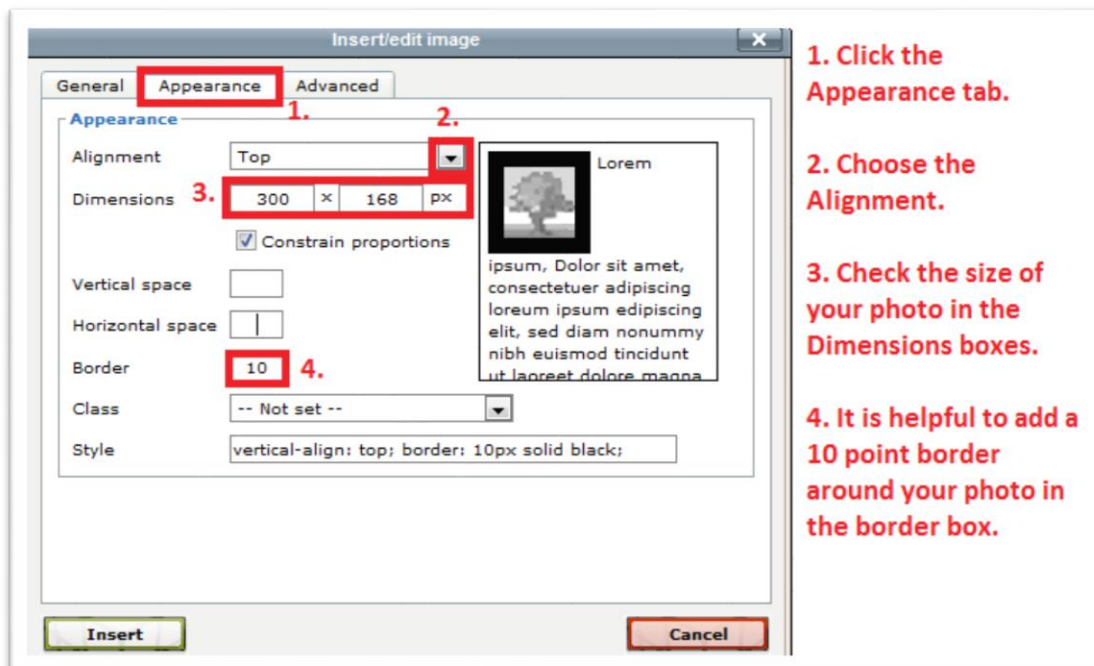 Insert/edit image
X
General Appearance Advanced
1.
Appearance
2.
Alignment Top
Dimensions 3. 300 x 168 px
Constrain proportions
Vertical space
Horizontal space
Border 10 4.
Class -- Not set --
Style vertical-align: top; border: 10px solid black;
Lorem
ipsum, Dolor sit amet,
consectetuer adipiscing
loreum ipsum edipiscing
elit, sed diam nonummy
nibh euismod tincidunt
ut laoreet dolore magna
Insert Cancel
1. Click the
Appearance tab.
2. Choose the
Alignment.
3. Check the size of
your photo in the
Dimensions boxes.
4. It is helpful to add a
10 point border
around your photo in
the border box.